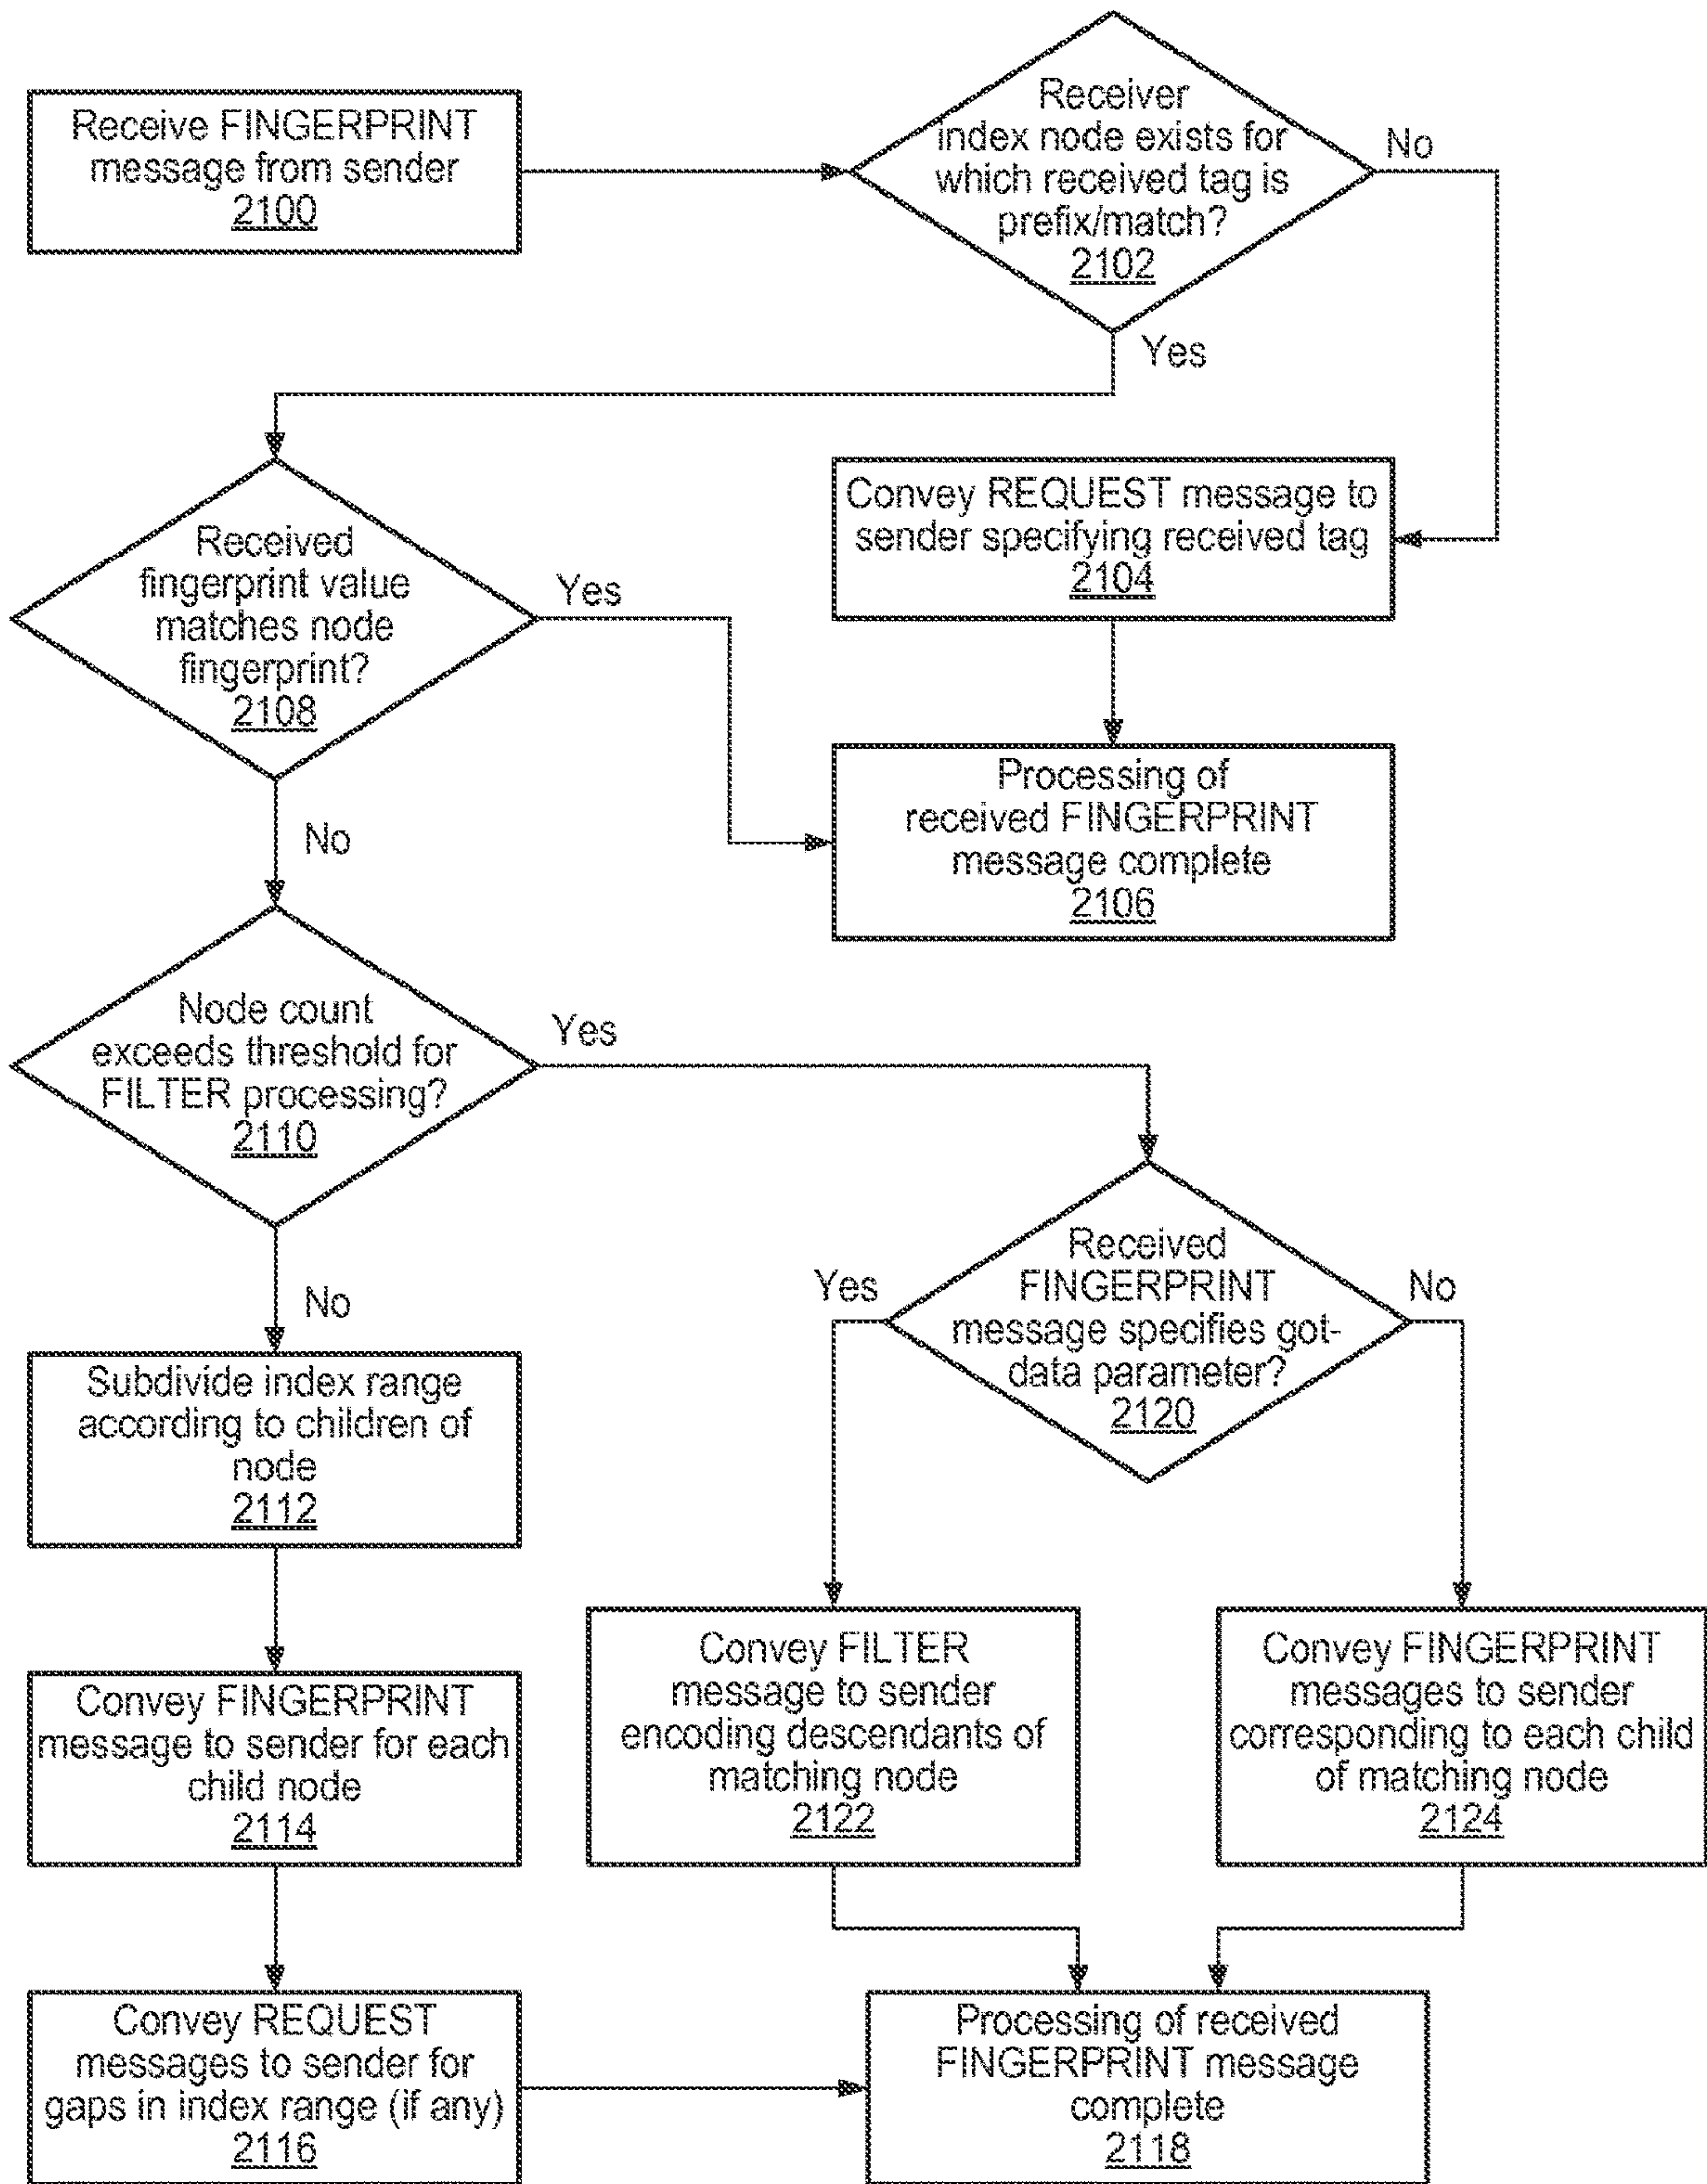 Receive FINGERPRINT
message from sender
2100
Receiver
index node exists for
which received tag is
prefix/match?
2102
No
Yes
Convey REQUEST message to
sender specifying received tag
2104
Received
fingerprint value
matches node
fingerprint?
2108
Yes
No
Processing of
received FINGERPRINT
message complete
2106
Node count
exceeds threshold for
FILTER processing?
2110
Yes
No
Received
FINGERPRINT
message specifies got-
data parameter?
2120
Yes
No
Subdivide index range
according to children of
node
2112
Convey FINGERPRINT
message to sender for each
child node
2114
Convey FILTER
message to sender
encoding descendants of
matching node
2122
Convey FINGERPRINT
messages to sender
corresponding to each child
of matching node
2124
Convey REQUEST
messages to sender for
gaps in index range (if any)
2116
Processing of received
FINGERPRINT message
complete
2118